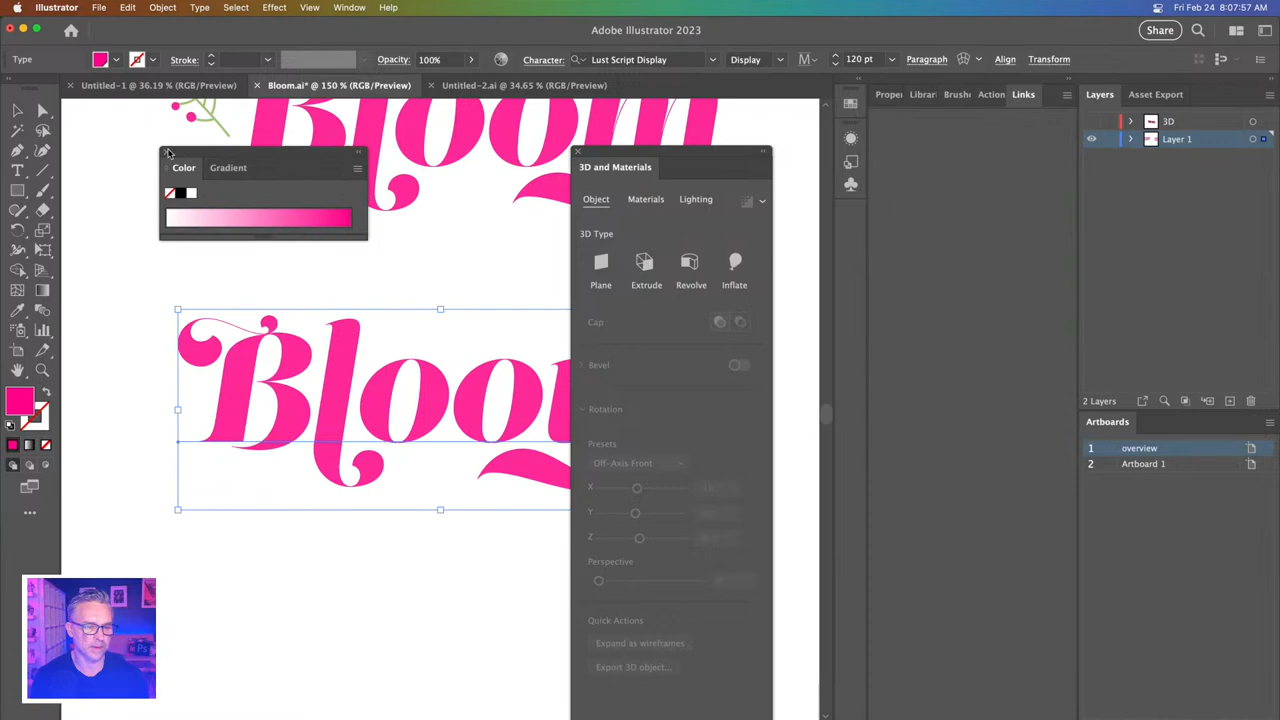 Illustrator File Edit Object Type Select Effect View Window Help
Fri Feb 24 8:07:57 AM
Adobe Illustrator 2023
Share
Type
Stroke:
Opacity: 100%
Character: Lust Script Display
Display
120 pt
Paragraph
Align
Transform
Untitled-1 @ 36.19 % (RGB/Preview)
Bloom.ai* @ 150 % (RGB/Preview)
Untitled-2.ai @ 34.65 % (RGB/Preview)
Proper Librari Brush Action Links
Layers
Asset Export
3D
Layer 1
Color
Gradient
3D and Materials
Object
Materials
Lighting
3D Type
Plane
Extrude
Revolve
Inflate
Cap
Bevel
Rotation
Presets
Off-Axis Front
X
Y
Z
Perspective
Quick Actions
Expand as wireframes
Export 3D object...
2 Layers
Artboards
1 overview
2 Artboard 1
Ps